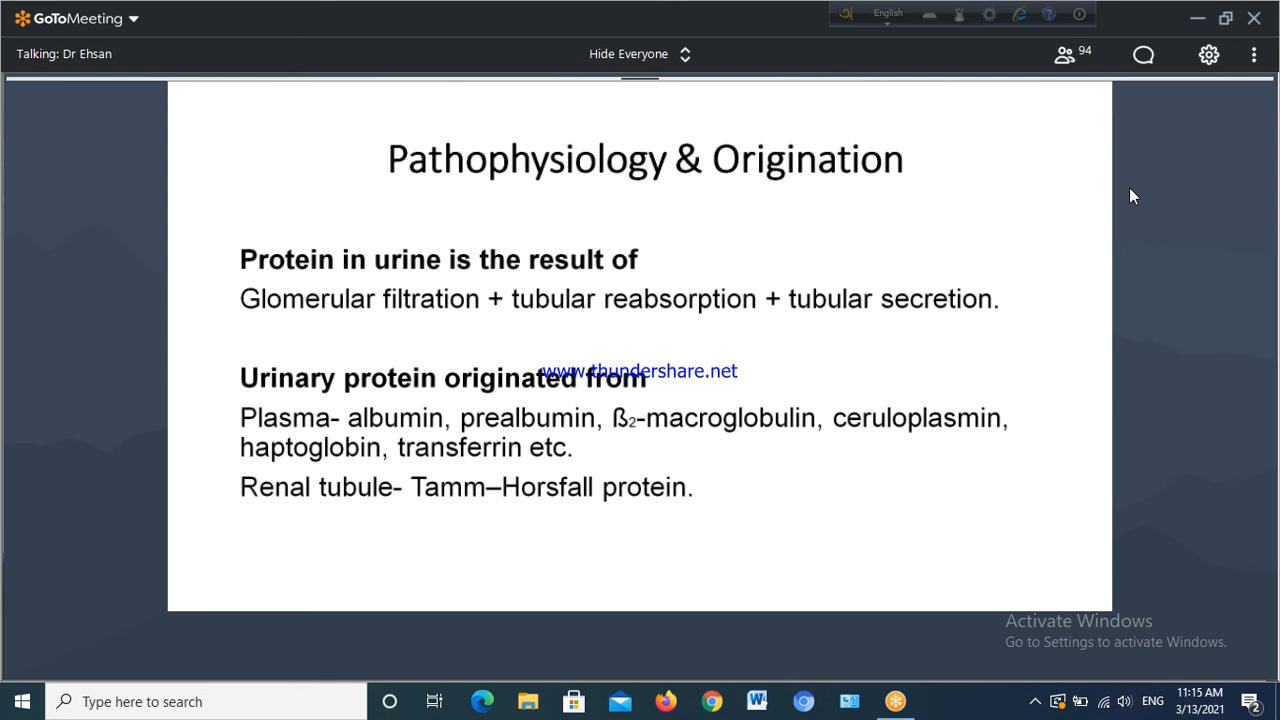 GoToMeeting
English
Talking: Dr Ehsan
Hide Everyone
94
Pathophysiology & Origination
Protein in urine is the result of
Glomerular filtration + tubular reabsorption + tubular secretion.
www.thundershare.net
Urinary protein originated from
Plasma- albumin, prealbumin, ß2-macroglobulin, ceruloplasmin,
haptoglobin, transferrin etc.
Renal tubule- Tamm–Horsfall protein.
Activate Windows
Go to Settings to activate Windows.
Type here to search
ENG
11:15 AM
3/13/2021
2